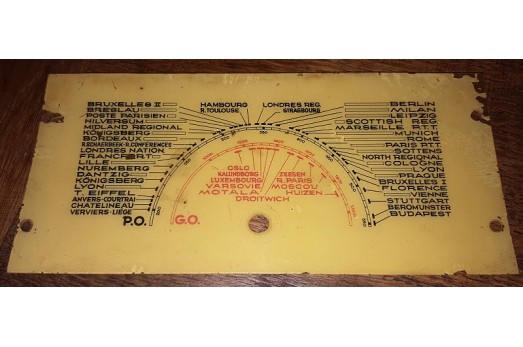 BRUXELLES II
BRESLAU
POSTE PARISIEN
HILVERSUM
MIDLAND REGIONAL
KÖNIGSBERG
BORDEAUX
R.SCHAERBEEK-R.CONFERENCES
LONDRES NATION.
FRANCFORT
LILLE
NUREMBERG
DANTZIG
KÖNIGSBERG
LYON
T. EIFFEL
ANVERS-COURTRAI
CHATELINEAU
VERVIERS-LIÈGE
P.O.
HAMBOURG
R. TOULOUSE
LONDRES REG.
STRASBOURG
BERLIN
MILAN
LEIPZIG
SCOTTISH REG.
MARSEILLE P.T.T.
MUNICH
ROME
PARIS P.T.T.
SOTTENS
NORTH REGIONAL
COLOGNE
LYON
PRAGUE
BRUXELLES I
FLORENCE
VIENNE
STUTTGART
BEROMUNSTER
BUDAPEST
OSLO
KALUNDBORG
LUXEMBOURG
VARSOVIE
MOTALA
DROITWICH
ZEESEN
R. PARIS
MOSCOU
HUIZEN
G.O.